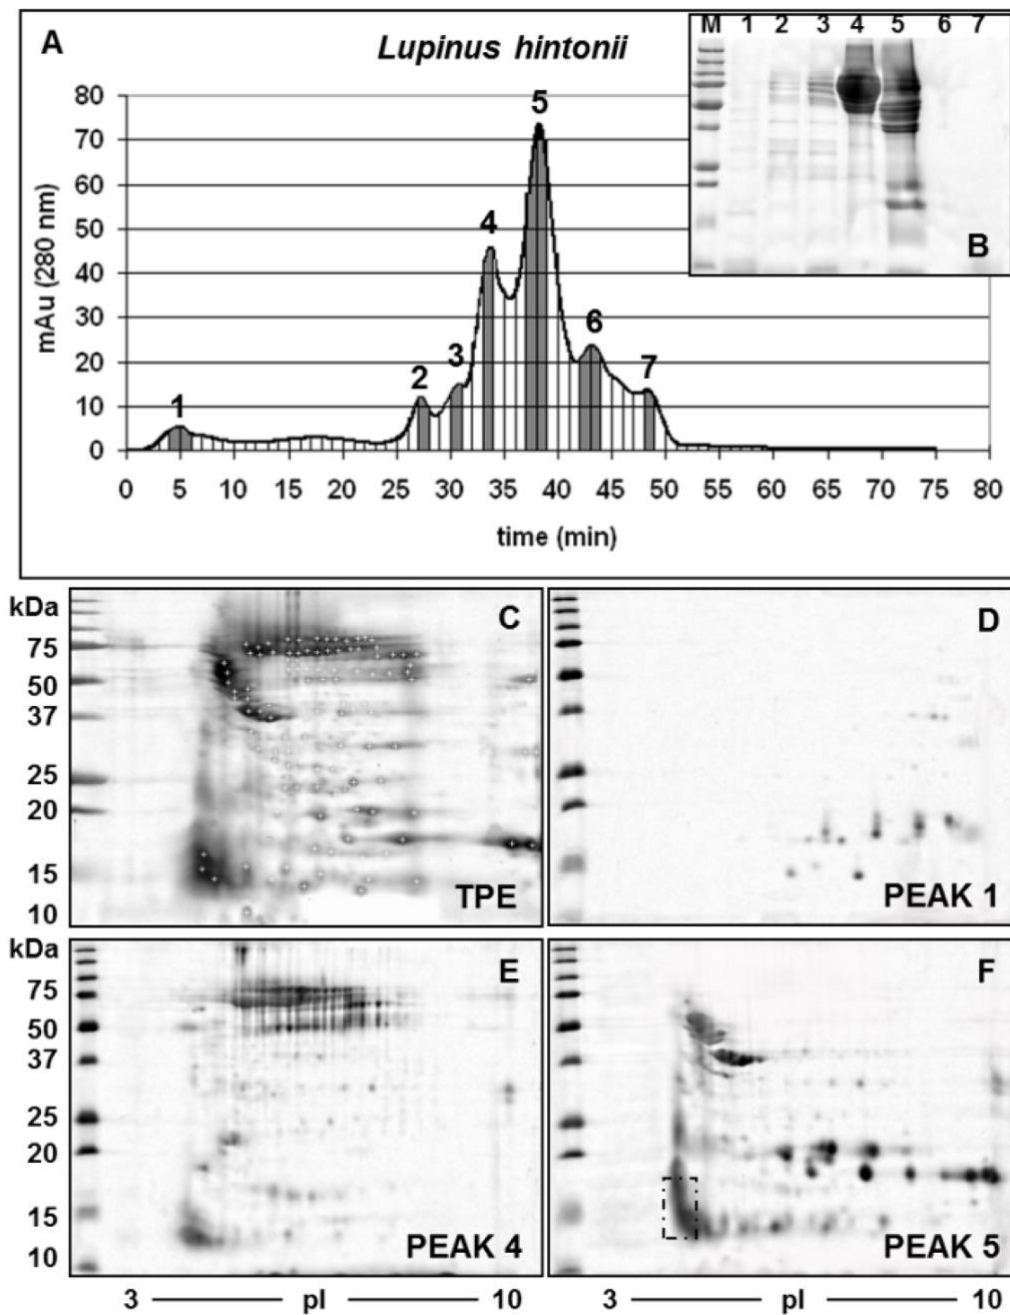 A
Lupinus hintonii
M 1 2 3 4 5 6 7
B
mAu (280 nm)
80
70
60
50
40
30
20
10
0
1
2
3
4
5
6
7
0 5 10 15 20 25 30 35 40 45 50 55 60 65 70 75 80
time (min)
kDa
75
50
37
25
20
15
10
C
TPE
D
PEAK 1
kDa
75
50
37
25
20
15
10
E
PEAK 4
F
PEAK 5
3 pI 10
3 pI 10